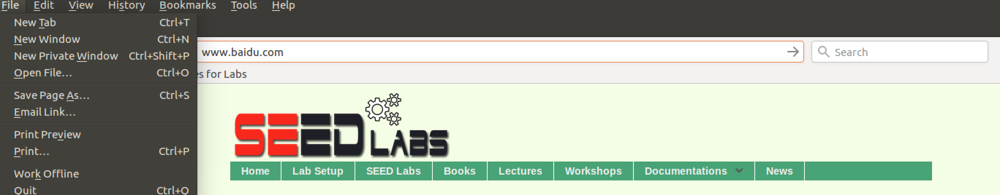 File Edit View History Bookmarks Tools Help
New Tab Ctrl+T
New Window Ctrl+N
New Private Window Ctrl+Shift+P
Open File... Ctrl+O
Save Page As... Ctrl+S
Email Link...
Print Preview
Print... Ctrl+P
Work Offline
Quit Ctrl+Q
www.baidu.com
Search
es for Labs
SEED LABS
Home Lab Setup SEED Labs Books Lectures Workshops Documentations News